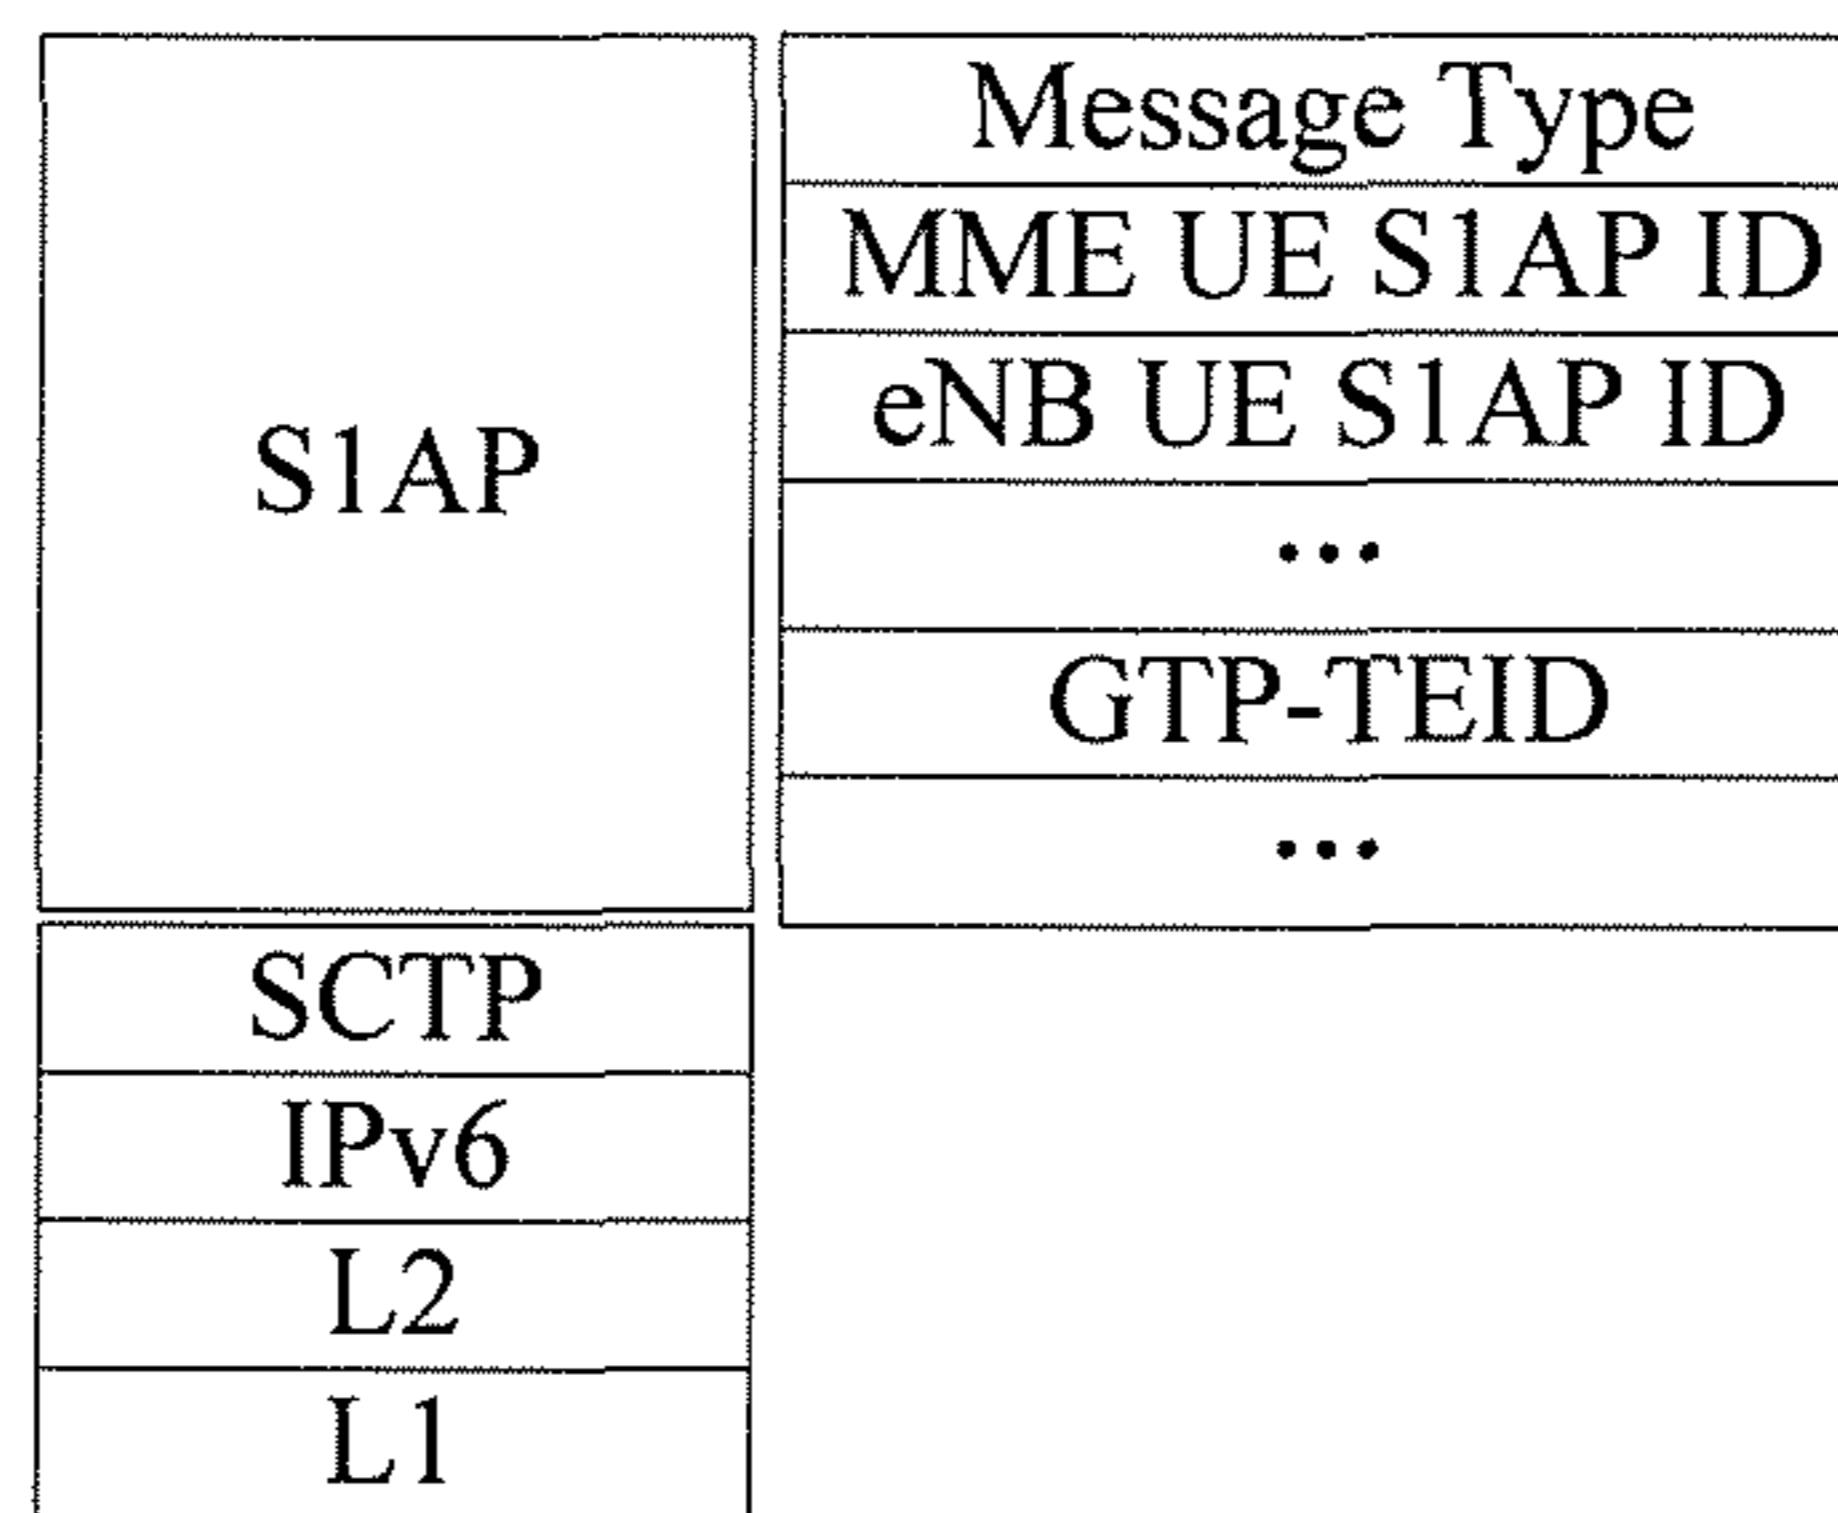 S1AP
Message Type
MME UE S1AP ID
eNB UE S1AP ID
...
GTP-TEID
...
SCTP
IPv6
L2
L1